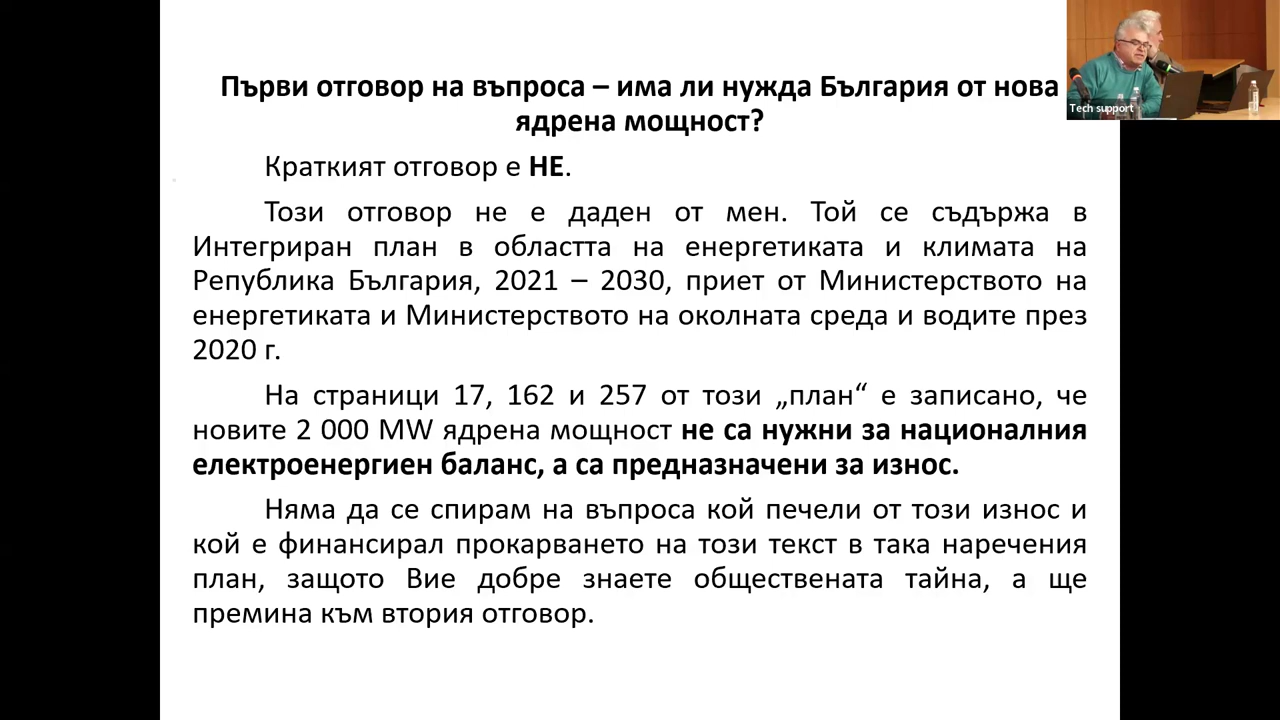 Първи отговор на въпроса – има ли нужда България от нова
ядрена мощност?
Краткият отговор е НЕ.
Този отговор не е даден от мен. Той се съдържа в
Интегриран план в областта на енергетиката и климата на
Република България, 2021 – 2030, приет от Министерството на
енергетиката и Министерството на околната среда и водите през
2020 г.
На страници 17, 162 и 257 от този „план“ е записано, че
новите 2 000 MW ядрена мощност не са нужни за националния
електроенергиен баланс, а са предназначени за износ.
Няма да се спирам на въпроса кой печели от този износ и
кой е финансирал прокарването на този текст в така наречения
план, защото Вие добре знаете обществената тайна, а ще
премина към втория отговор.
Tech support